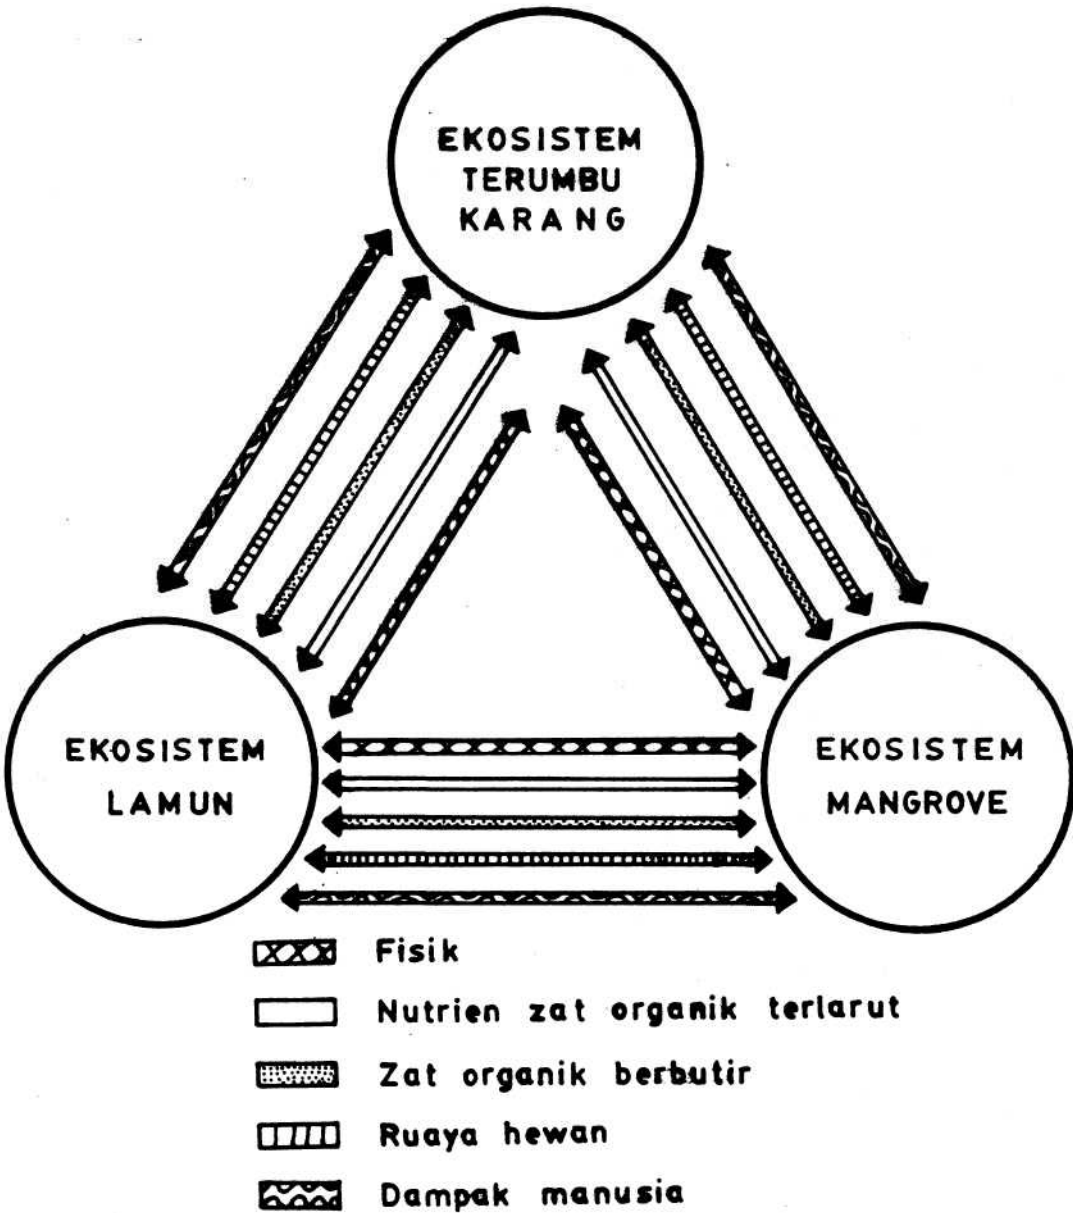 EKOSISTEM
TERUMBU
KARANG
EKOSISTEM
LAMUN
EKOSISTEM
MANGROVE
Fisik
Nutrien zat organik terlarut
Zat organik berbutir
Ruaya hewan
Dampak manusia